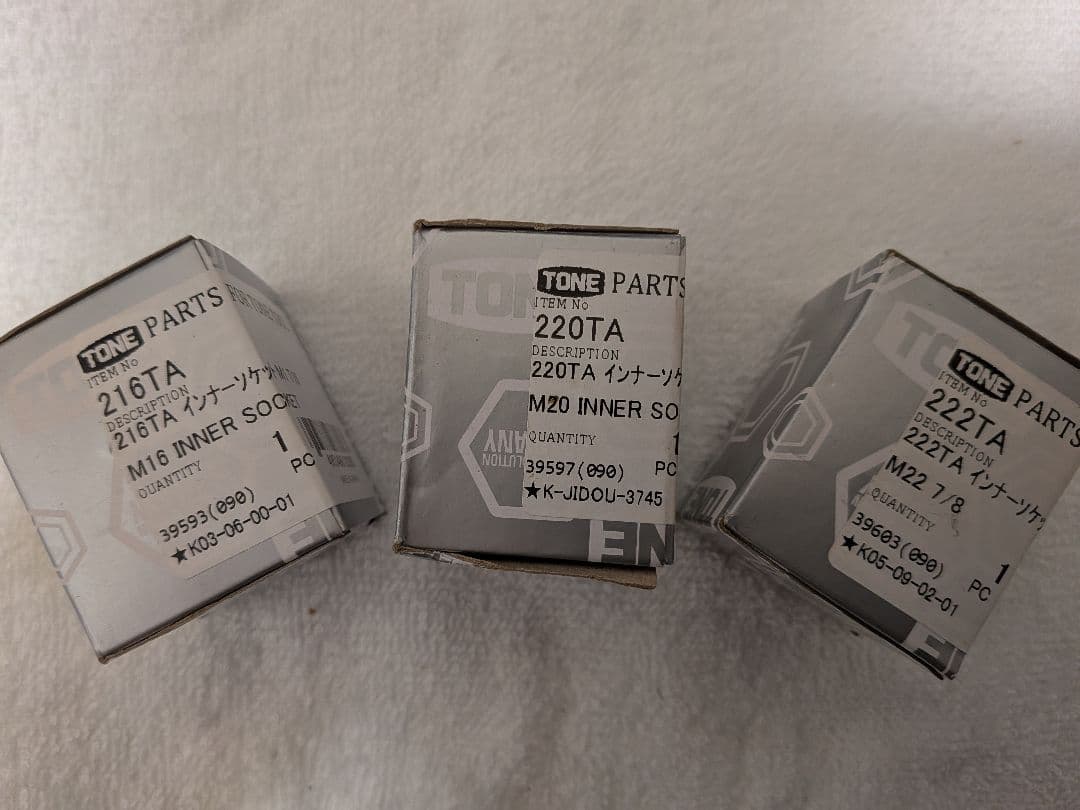 TONE PARTS
ITEM No
216TA
DESCRIPTION
216TA インナーソケット
M16 INNER SOCKET
QUANTITY
1
PC
39593(090)
★K03-06-00-01
TONE PARTS
ITEM No
220TA
DESCRIPTION
220TA インナーソケ
M20 INNER SO
QUANTITY
1
PC
39597(090)
★K-JIDOU-3745
TONE PARTS
ITEM No
222TA
DESCRIPTION
222TA インナーソケッ
M22 7/8
QUANTITY
1
PC
39603(090)
★K05-09-02-01